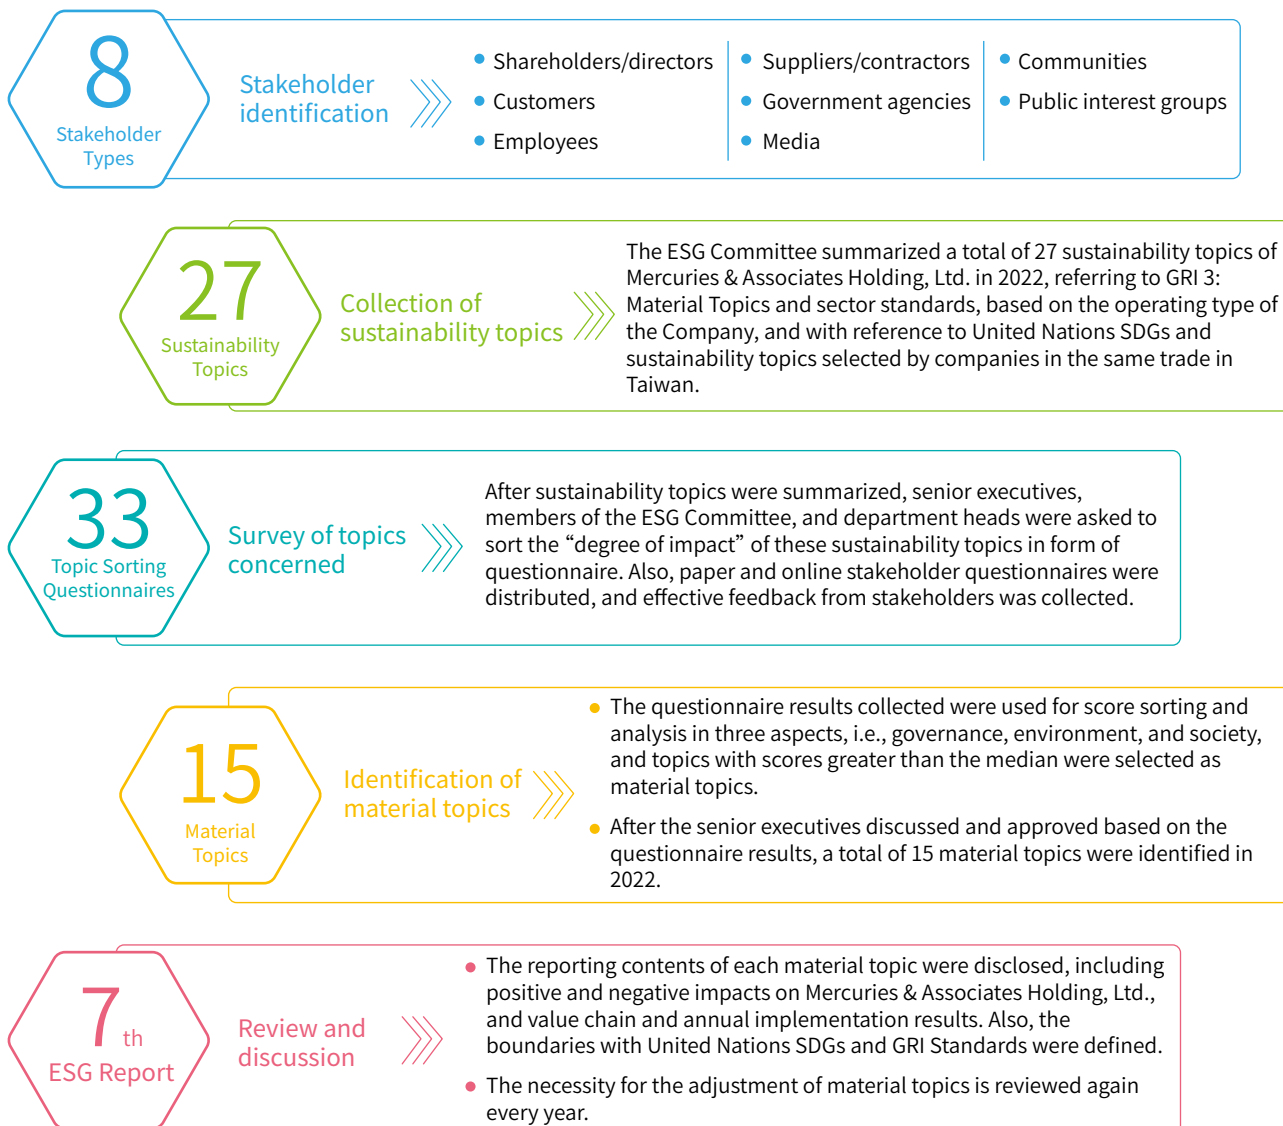 8
Stakeholder
Types
Stakeholder
identification
Shareholders/directors
Customers
Employees
Suppliers/contractors
Government agencies
Media
Communities
Public interest groups
27
Sustainability
Topics
Collection of
sustainability topics
The ESG Committee summarized a total of 27 sustainability topics of
Mercuries & Associates Holding, Ltd. in 2022, referring to GRI 3:
Material Topics and sector standards, based on the operating type of
the Company, and with reference to United Nations SDGs and
sustainability topics selected by companies in the same trade in
Taiwan.
33
Topic Sorting
Questionnaires
Survey of topics
concerned
After sustainability topics were summarized, senior executives,
members of the ESG Committee, and department heads were asked to
sort the “degree of impact” of these sustainability topics in form of
questionnaire. Also, paper and online stakeholder questionnaires were
distributed, and effective feedback from stakeholders was collected.
15
Material
Topics
Identification of
material topics
The questionnaire results collected were used for score sorting and
analysis in three aspects, i.e., governance, environment, and society,
and topics with scores greater than the median were selected as
material topics.
After the senior executives discussed and approved based on the
questionnaire results, a total of 15 material topics were identified in
2022.
7 th
ESG Report
Review and
discussion
The reporting contents of each material topic were disclosed, including
positive and negative impacts on Mercuries & Associates Holding, Ltd.,
and value chain and annual implementation results. Also, the
boundaries with United Nations SDGs and GRI Standards were defined.
The necessity for the adjustment of material topics is reviewed again
every year.